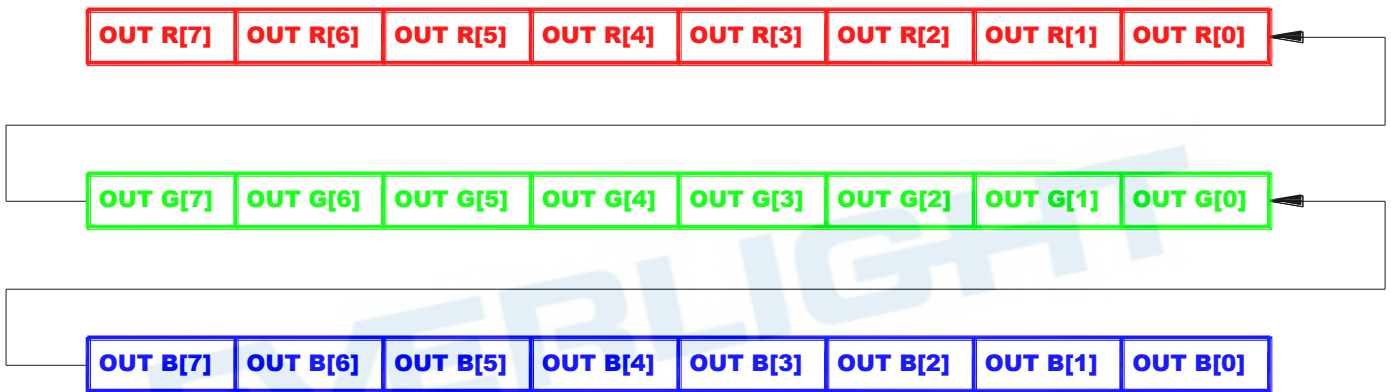 OUT R[7] OUT R[6] OUT R[5] OUT R[4] OUT R[3] OUT R[2] OUT R[1] OUT R[0]
OUT G[7] OUT G[6] OUT G[5] OUT G[4] OUT G[3] OUT G[2] OUT G[1] OUT G[0]
EVERLIGHT
OUT B[7] OUT B[6] OUT B[5] OUT B[4] OUT B[3] OUT B[2] OUT B[1] OUT B[0]